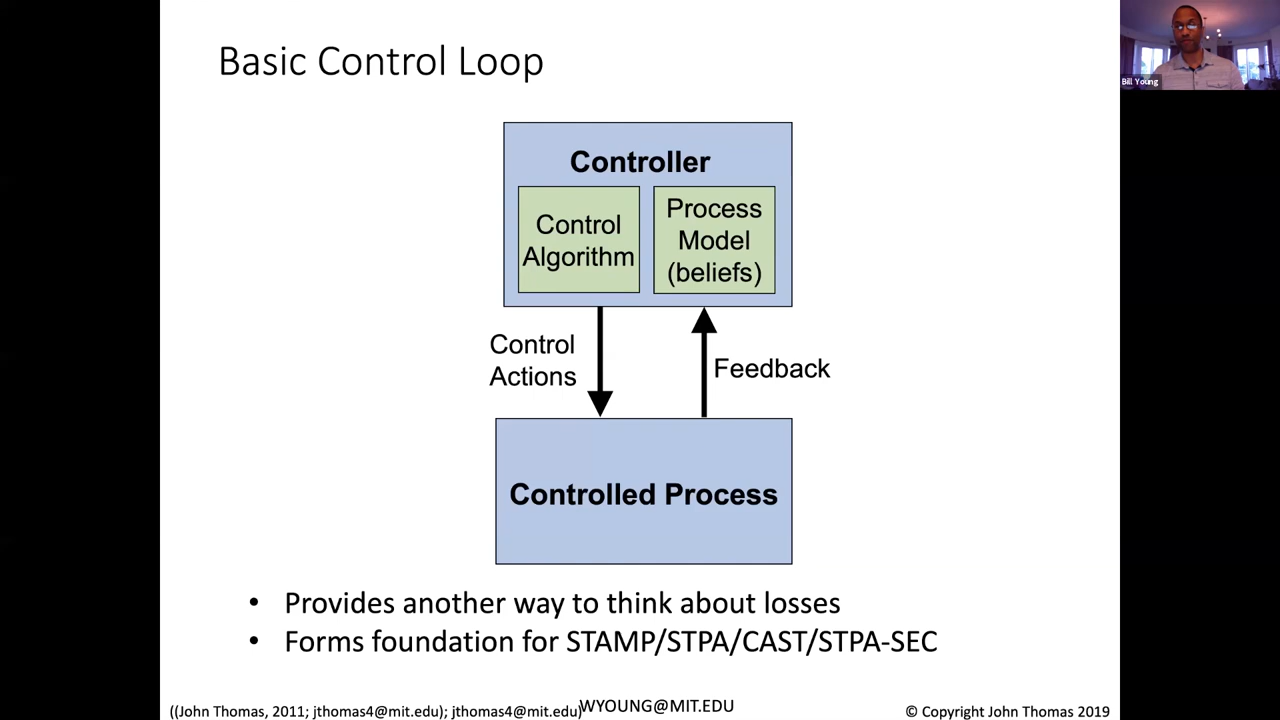 Basic Control Loop
Bill Young
Controller
Control
Algorithm
Process
Model
(beliefs)
Control
Actions
Feedback
Controlled Process
• Provides another way to think about losses
• Forms foundation for STAMP/STPA/CAST/STPA-SEC
((John Thomas, 2011; jthomas4@mit.edu); jthomas4@mit.edu)
WYOUNG@MIT.EDU
© Copyright John Thomas 2019